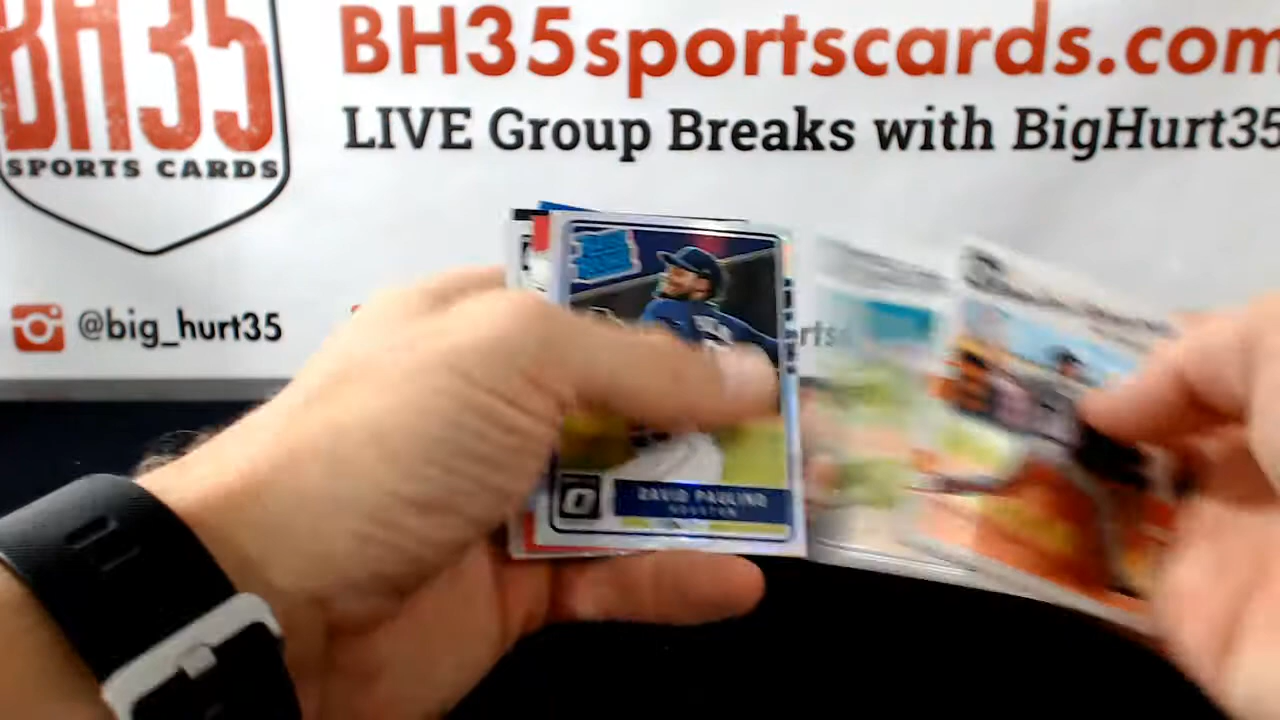 BH35
SPORTS CARDS
BH35sportscards.com
LIVE Group Breaks with BigHurt35
@big_hurt35
DAVID PAULINO
HOUSTON